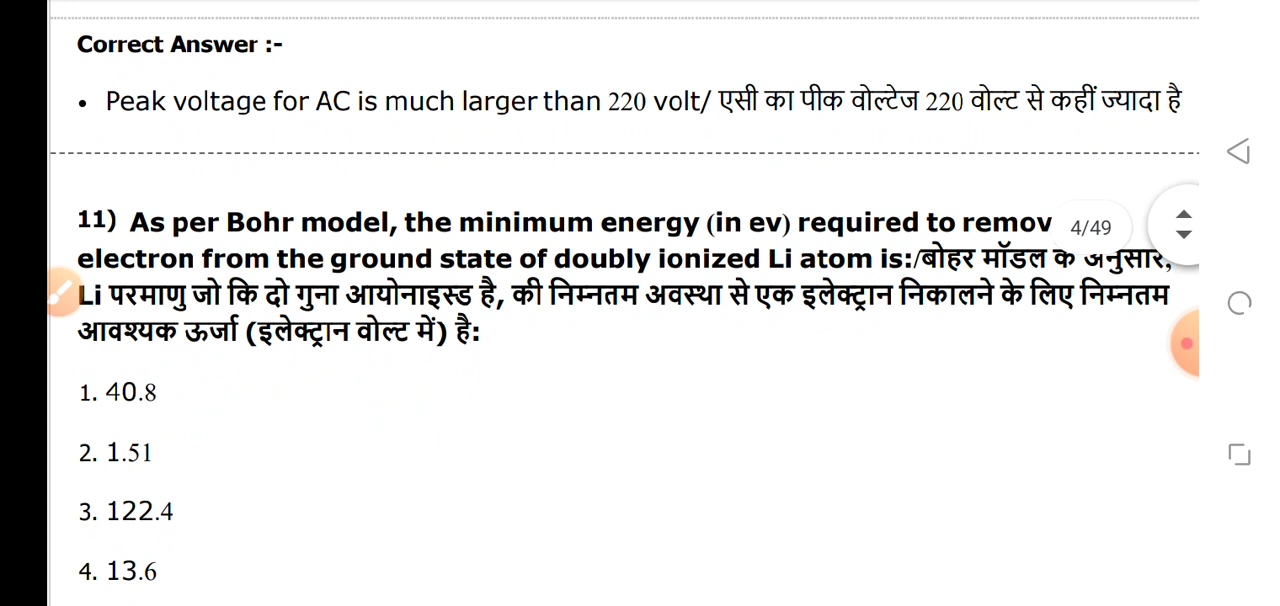 Correct Answer :-
• Peak voltage for AC is much larger than 220 volt/ एसी का पीक वोल्टेज 220 वोल्ट से कहीं ज्यादा है
11) As per Bohr model, the minimum energy (in ev) required to remov
4/49
electron from the ground state of doubly ionized Li atom is:/बोहर मॉडल के अनुसार,
Li परमाणु जो कि दो गुना आयोनाइस्ड है, की निम्नतम अवस्था से एक इलेक्ट्रान निकालने के लिए निम्नतम
आवश्यक ऊर्जा (इलेक्ट्रान वोल्ट में) है:
1. 40.8
2. 1.51
3. 122.4
4. 13.6